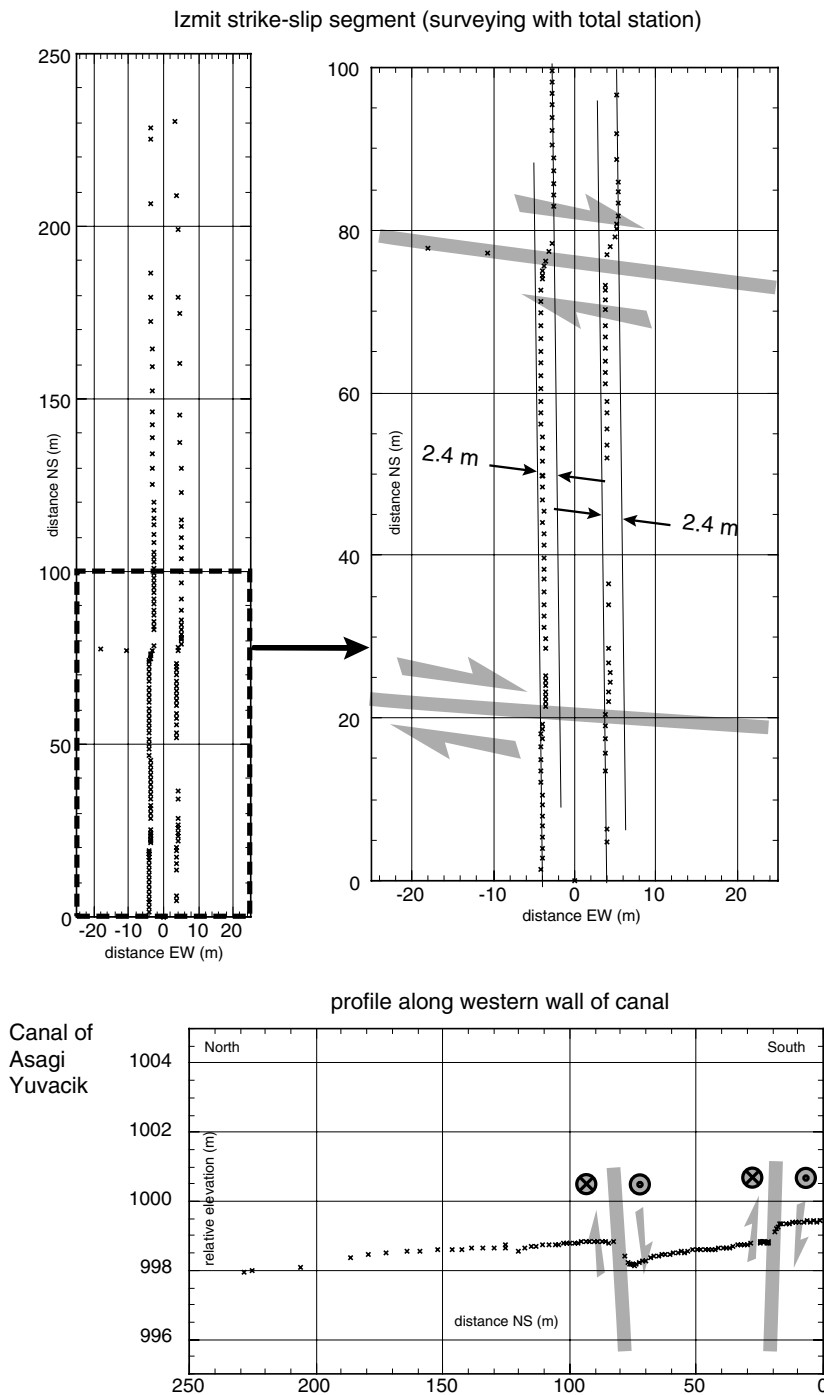 Izmit strike-slip segment (surveying with total station)
250
200
150
100
50
0
-20 -10 0 10 20
distance EW (m)
distance NS (m)
100
80
60
40
20
0
-20 -10 0 10 20
distance EW (m)
distance NS (m)
2.4 m
2.4 m
profile along western wall of canal
Canal of
Asagi
Yuvacik
North
South
1004
1002
1000
998
996
relative elevation (m)
distance NS (m)
250 200 150 100 50 0